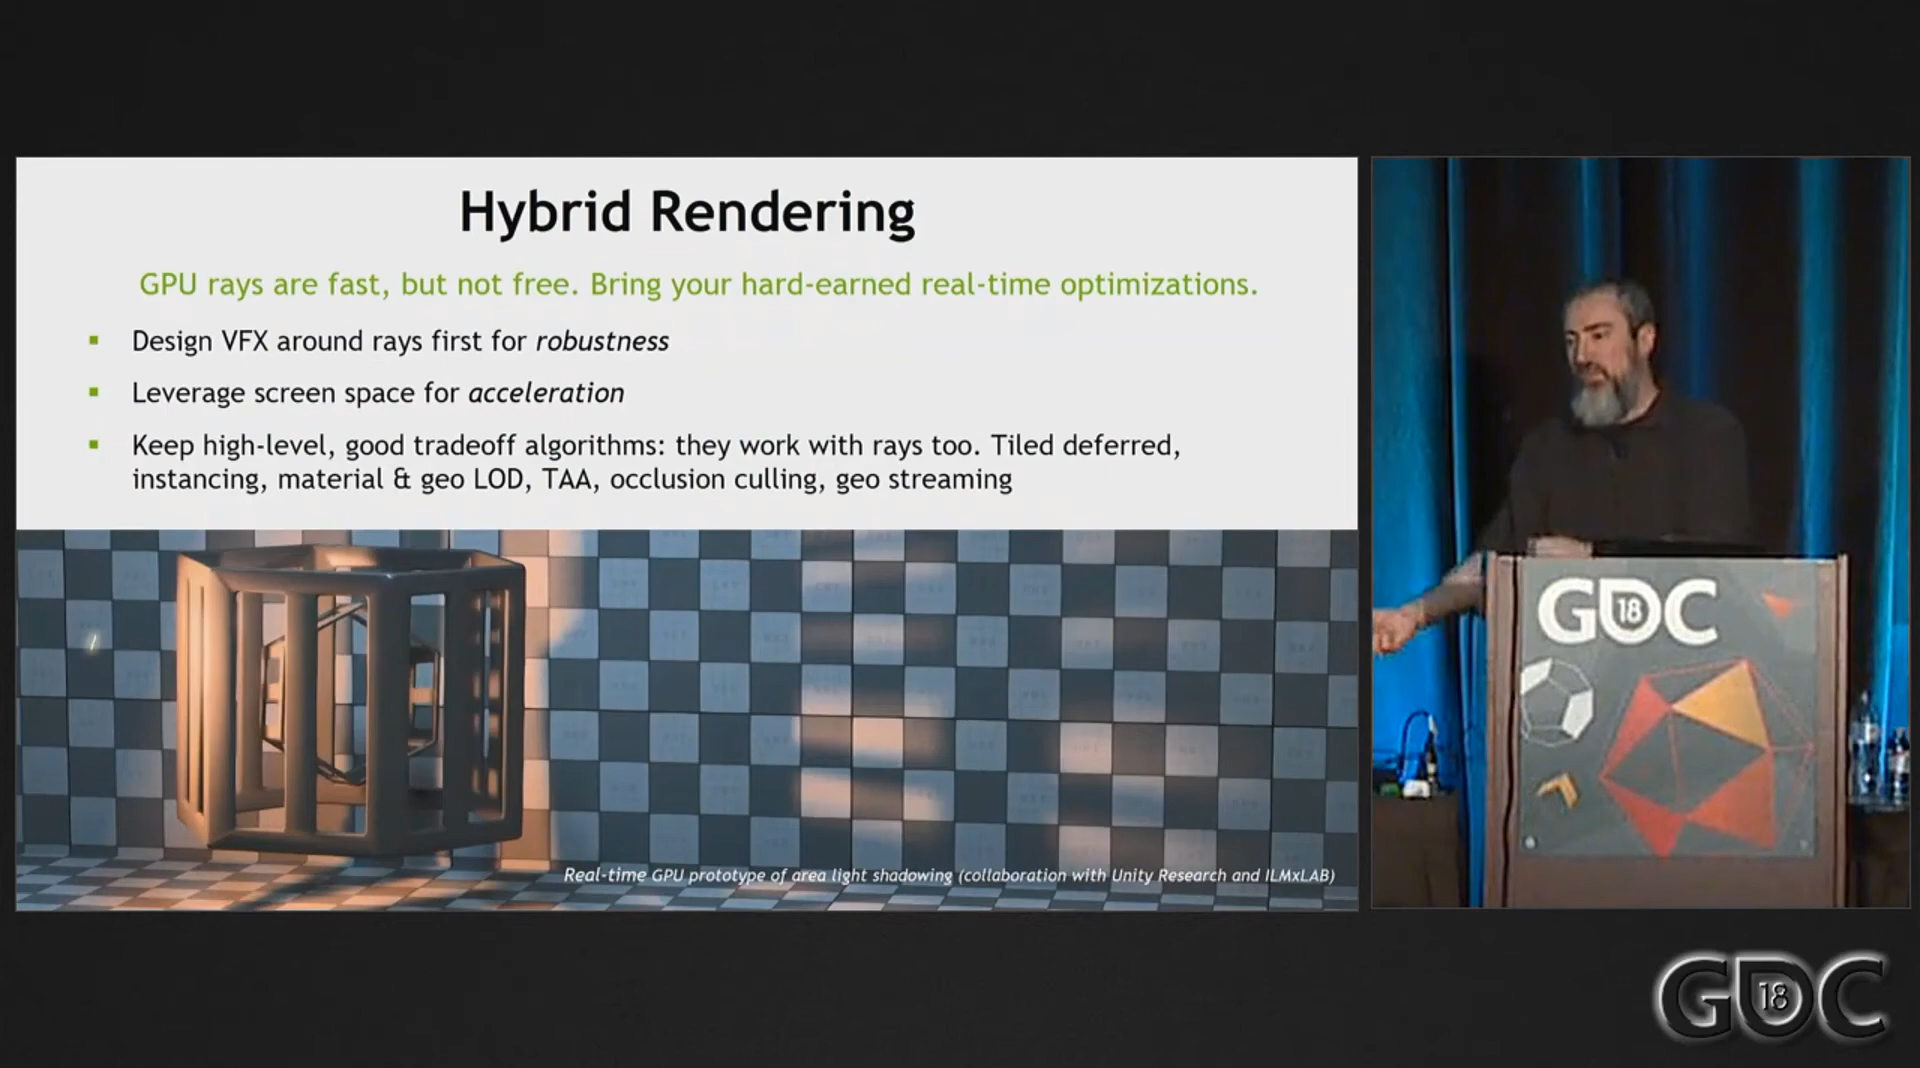 Hybrid Rendering
GPU rays are fast, but not free. Bring your hard-earned real-time optimizations.
Design VFX around rays first for robustness
Leverage screen space for acceleration
Keep high-level, good tradeoff algorithms: they work with rays too. Tiled deferred,
instancing, material & geo LOD, TAA, occlusion culling, geo streaming
Real-time GPU prototype of area light shadowing (collaboration with Unity Research and ILMxLAB)
GDC 18
GDC 18